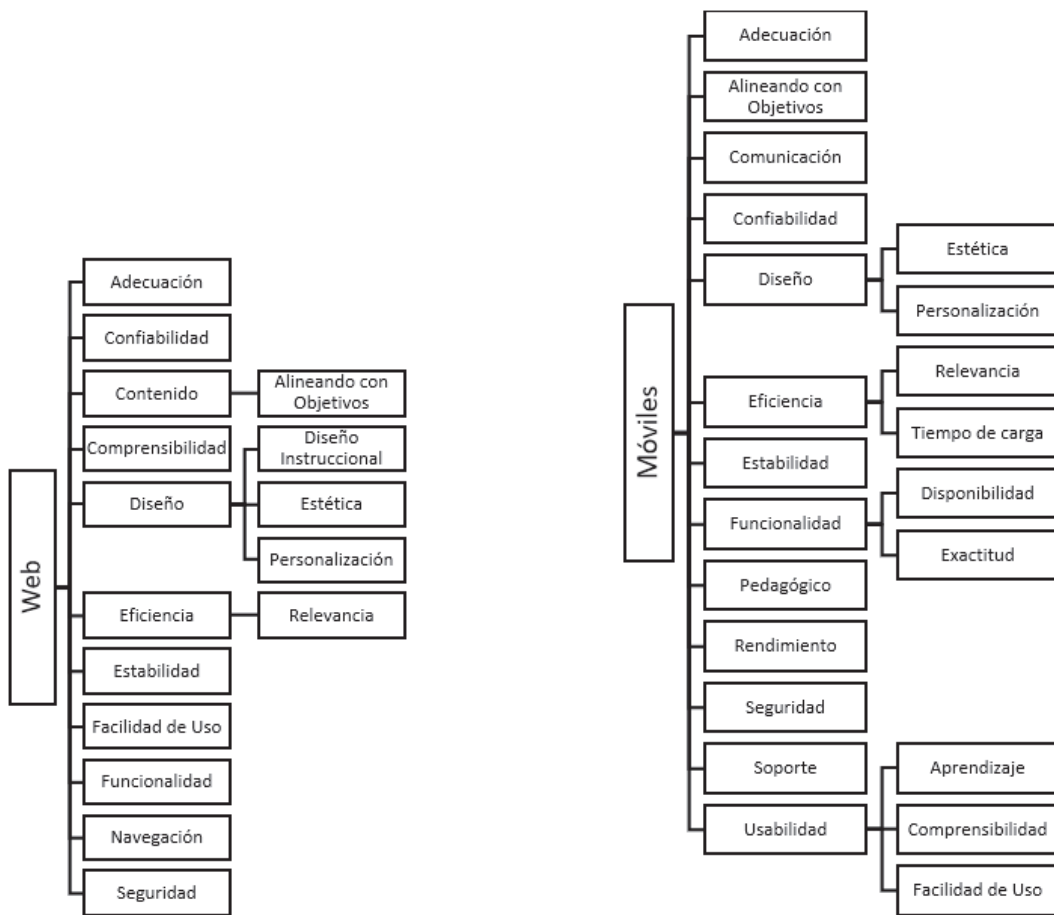 Web
Adecuación
Confiabilidad
Contenido
Alineando con
Objetivos
Comprensibilidad
Diseño
Diseño
Instruccional
Estética
Personalización
Eficiencia
Relevancia
Estabilidad
Facilidad de Uso
Funcionalidad
Navegación
Seguridad
Móviles
Adecuación
Alineando con
Objetivos
Comunicación
Confiabilidad
Diseño
Estética
Personalización
Eficiencia
Relevancia
Tiempo de carga
Estabilidad
Funcionalidad
Disponibilidad
Exactitud
Pedagógico
Rendimiento
Seguridad
Soporte
Usabilidad
Aprendizaje
Comprensibilidad
Facilidad de Uso